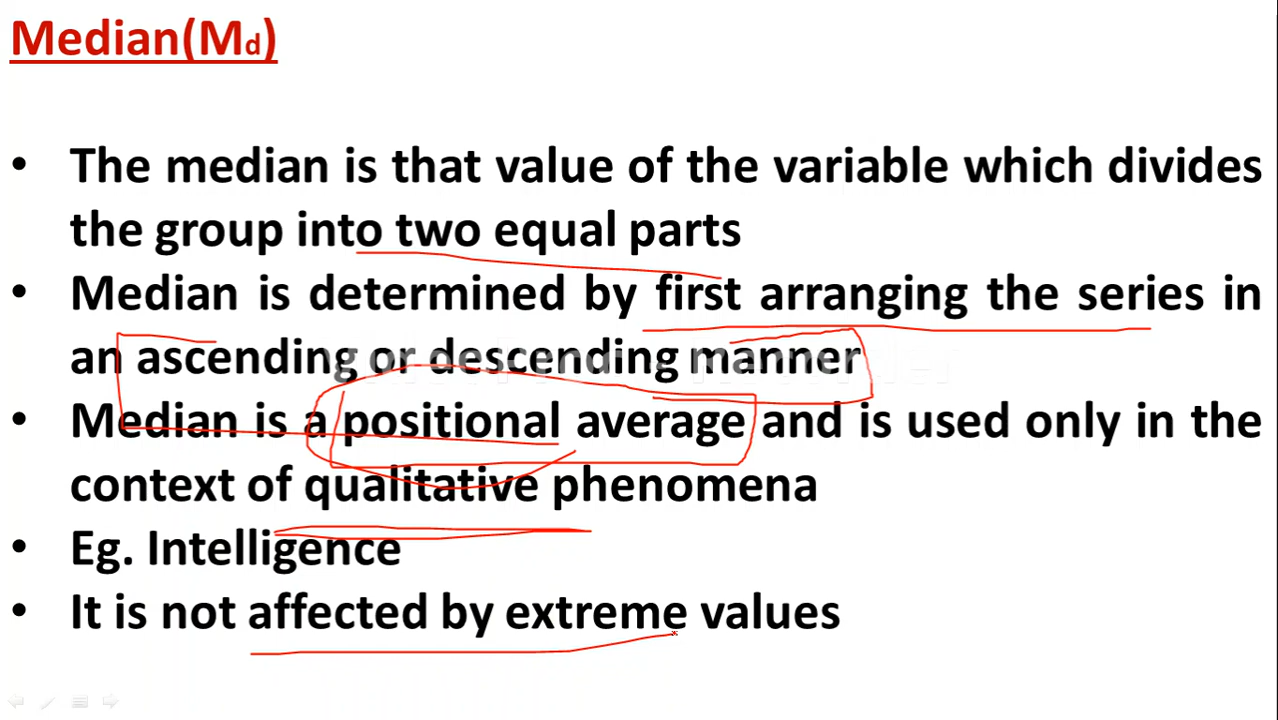 Median(Md)
• The median is that value of the variable which divides
the group into two equal parts
• Median is determined by first arranging the series in
an ascending or descending manner
• Median is a positional average and is used only in the
context of qualitative phenomena
• Eg. Intelligence
• It is not affected by extreme values